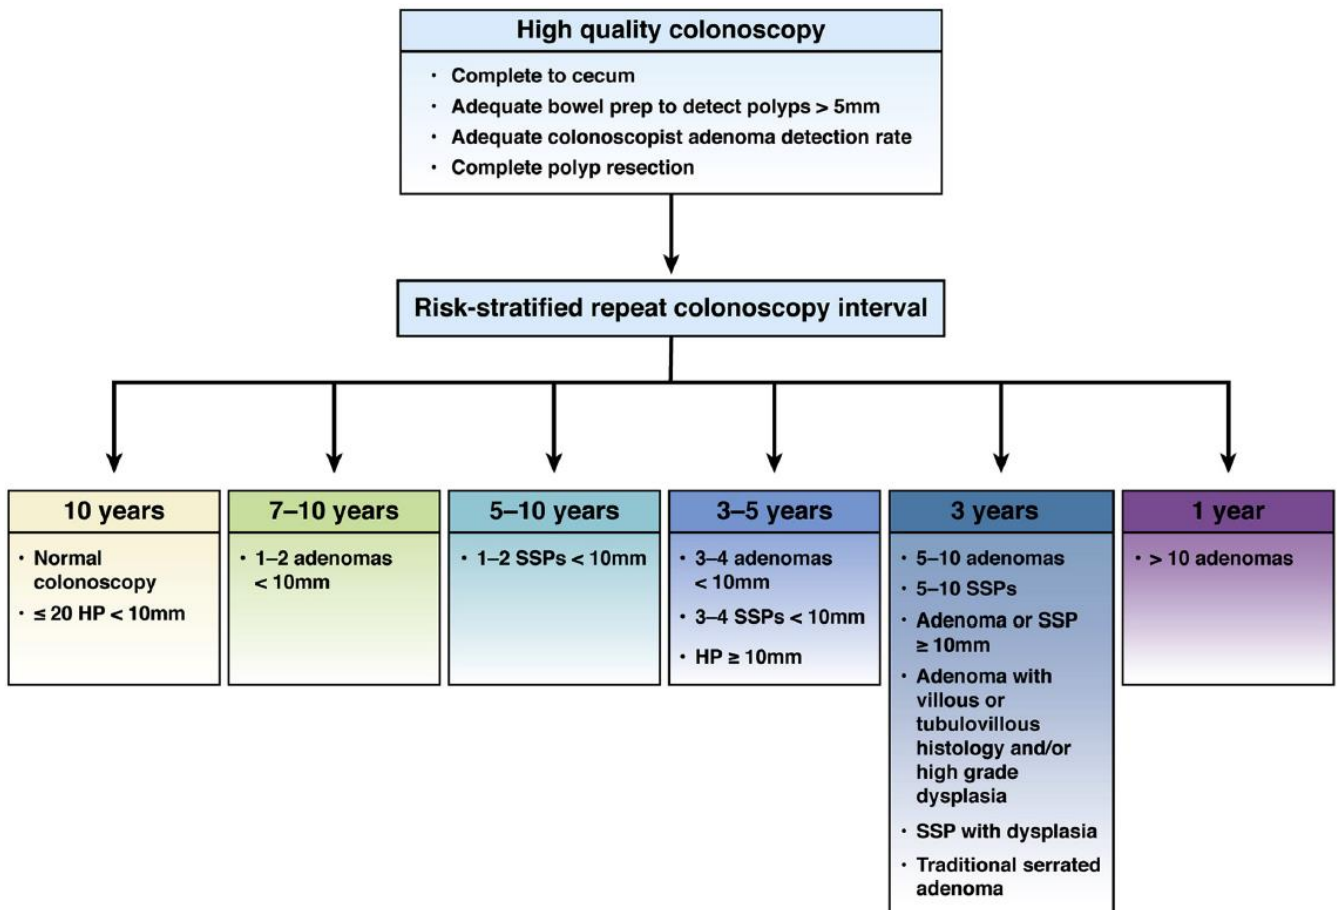 High quality colonoscopy
· Complete to cecum
· Adequate bowel prep to detect polyps > 5mm
· Adequate colonoscopist adenoma detection rate
· Complete polyp resection
Risk-stratified repeat colonoscopy interval
10 years
· Normal
colonoscopy
· ≤ 20 HP < 10mm
7–10 years
· 1–2 adenomas
< 10mm
5–10 years
· 1–2 SSPs < 10mm
3–5 years
· 3–4 adenomas
< 10mm
· 3–4 SSPs < 10mm
· HP ≥ 10mm
3 years
· 5–10 adenomas
· 5–10 SSPs
· Adenoma or SSP
≥ 10mm
· Adenoma with
villous or
tubulovillous
histology and/or
high grade
dysplasia
· SSP with dysplasia
· Traditional serrated
adenoma
1 year
· > 10 adenomas